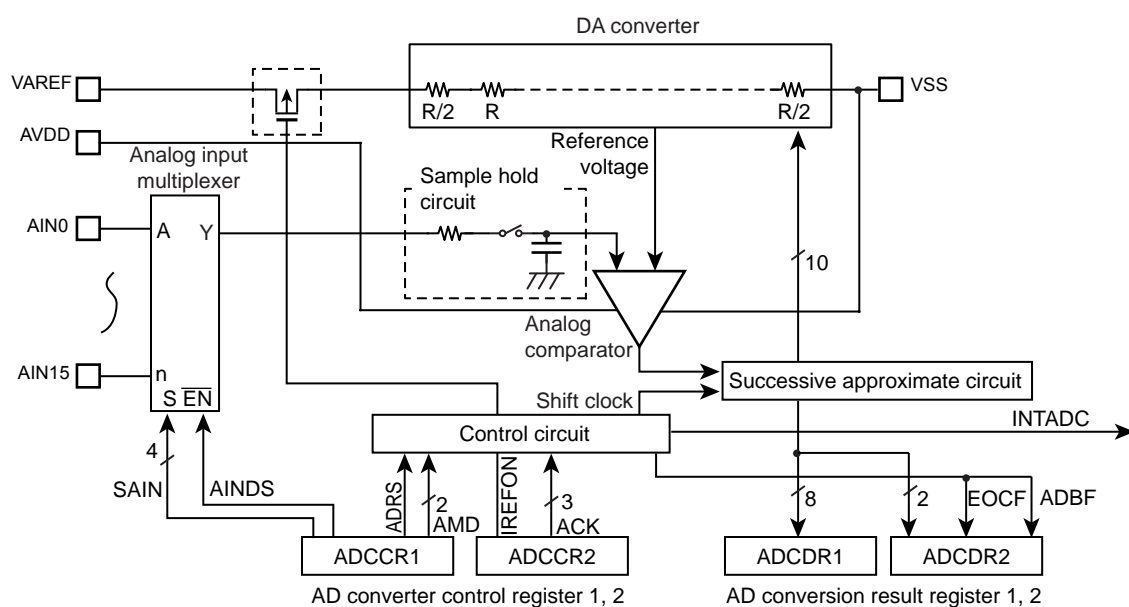 DA converter
VAREF
VSS
R/2
R
R/2
AVDD
Analog input
multiplexer
Reference
voltage
Sample hold
circuit
AIN0
A
Y
10
Analog
comparator
AIN15
n
S EN
Successive approximate circuit
Shift clock
Control circuit
INTADC
4
SAIN
AINDS
ADRS
2
AMD
IREFON
3
ACK
8
2
EOCF
ADBF
ADCCR1
ADCCR2
ADCDR1
ADCDR2
AD converter control register 1, 2
AD conversion result register 1, 2